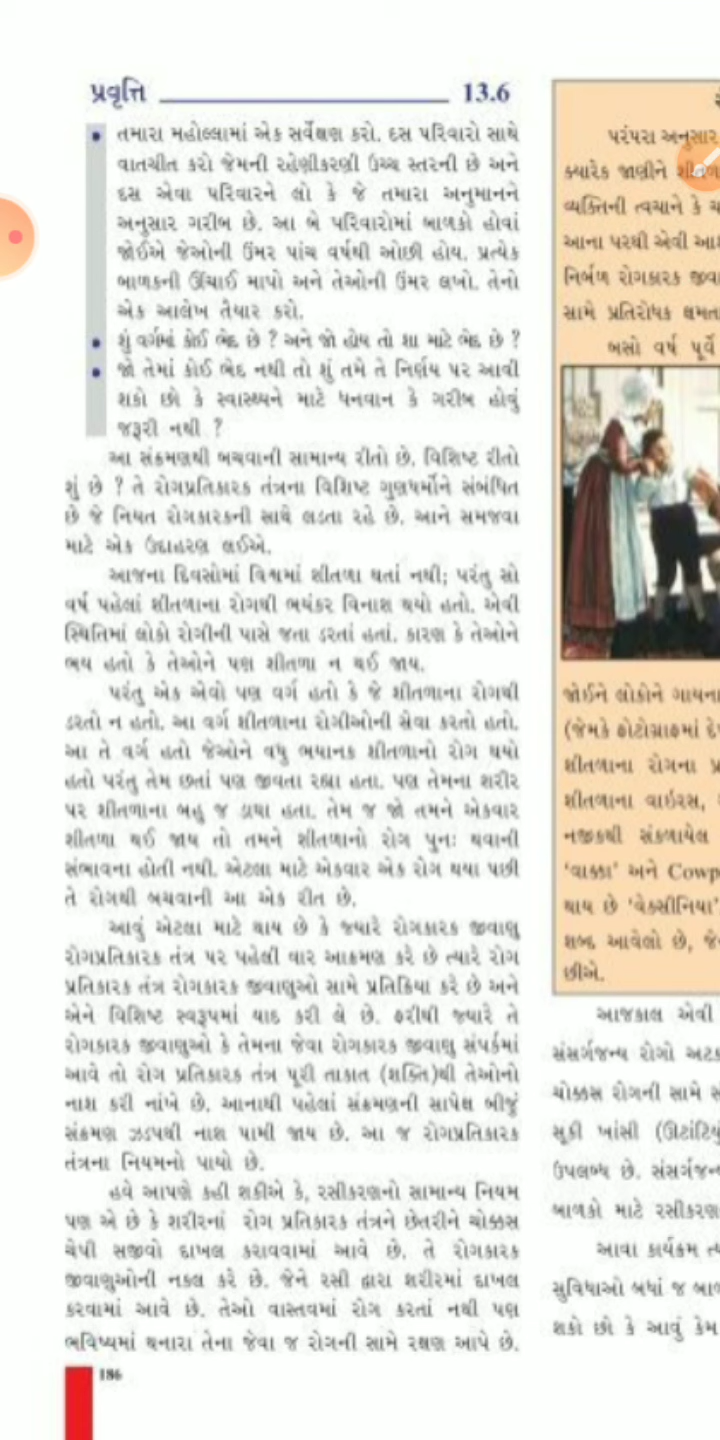 પ્રવૃત્તિ 13.6
• તમારા મહોલ્લામાં એક સર્વેક્ષણ કરો. દસ પરિવારો સાથે
વાતચીત કરો જેમની રહેણીકરણી ઉચ્ચ સ્તરની છે અને
દસ એવા પરિવારને લો કે જે તમારા અનુમાનને
અનુસાર ગરીબ છે. આ બે પરિવારોમાં બાળકો હોવાં
જોઈએ જેઓની ઉંમર પાંચ વર્ષથી ઓછી હોય. પ્રત્યેક
બાળકની ઊંચાઈ માપો અને તેઓની ઉંમર લખો. તેનો
એક આલેખ તૈયાર કરો.
• શું વર્ગમાં કોઈ ભેદ છે ? અને જો હોય તો શા માટે ભેદ છે ?
• જો તેમાં કોઈ ભેદ નથી તો શું તમે તે નિર્ણય પર આવી
શકો છો કે સ્વાસ્થ્યને માટે ધનવાન કે ગરીબ હોવું
જરૂરી નથી ?
આ સંક્રમણથી બચવાની સામાન્ય રીતો છે. વિશિષ્ટ રીતો
શું છે ? તે રોગપ્રતિકારક તંત્રના વિશિષ્ટ ગુણધર્મોને સંબંધિત
છે જે નિયત રોગકારકની સાથે લડતા રહે છે. આને સમજવા
માટે એક ઉદાહરણ લઈએ.
આજના દિવસોમાં વિશ્વમાં શીતળા થતાં નથી; પરંતુ સો
વર્ષ પહેલાં શીતળાના રોગથી ભયંકર વિનાશ થયો હતો. એવી
સ્થિતિમાં લોકો રોગીની પાસે જતા ડરતાં હતાં. કારણ કે તેઓને
ભય હતો કે તેઓને પણ શીતળા ન થઈ જાય.
પરંતુ એક એવો પણ વર્ગ હતો કે જે શીતળાના રોગથી
ડરતો ન હતો. આ વર્ગ શીતળાના રોગીઓની સેવા કરતો હતો.
આ તે વર્ગ હતો જેઓને વધુ ભયાનક શીતળાનો રોગ થયો
હતો પરંતુ તેમ છતાં પણ જીવતા રહ્યા હતા. પણ તેમના શરીર
પર શીતળાના બહુ જ ડાઘા હતા. તેમ જ જો તમને એકવાર
શીતળા થઈ જાય તો તમને શીતળાનો રોગ પુનઃ થવાની
સંભાવના હોતી નથી. એટલા માટે એકવાર એક રોગ થયા પછી
તે રોગથી બચવાની આ એક રીત છે.
આવું એટલા માટે થાય છે કે જ્યારે રોગકારક જીવાણુ
રોગપ્રતિકારક તંત્ર પર પહેલી વાર આક્રમણ કરે છે ત્યારે રોગ
પ્રતિકારક તંત્ર રોગકારક જીવાણુઓ સામે પ્રતિક્રિયા કરે છે અને
એને વિશિષ્ટ સ્વરૂપમાં યાદ કરી લે છે. ફરીથી જ્યારે તે
રોગકારક જીવાણુઓ કે તેમના જેવા રોગકારક જીવાણુ સંપર્કમાં
આવે તો રોગ પ્રતિકારક તંત્ર પૂરી તાકાત (શક્તિ)થી તેઓનો
નાશ કરી નાંખે છે. આનાથી પહેલાં સંક્રમણની સાપેક્ષ બીજું
સંક્રમણ ઝડપથી નાશ પામી જાય છે. આ જ રોગપ્રતિકારક
તંત્રના નિયમનો પાયો છે.
હવે આપણે કહી શકીએ કે, રસીકરણનો સામાન્ય નિયમ
પણ એ છે કે શરીરનાં રોગ પ્રતિકારક તંત્રને છેતરીને ચોક્કસ
ચેપી સજીવો દાખલ કરાવવામાં આવે છે. તે રોગકારક
જીવાણુઓની નકલ કરે છે. જેને રસી દ્વારા શરીરમાં દાખલ
કરવામાં આવે છે. તેઓ વાસ્તવમાં રોગ કરતાં નથી પણ
ભવિષ્યમાં થનારા તેના જેવા જ રોગની સામે રક્ષણ આપે છે.
186
પરંપરા અનુસાર
ક્યારેક જાણીને
વ્યક્તિની ત્વચાને કે
આના પરથી એવી
નિર્બળ રોગકારક
સામે પ્રતિરોધક
બસો વર્ષ પૂર્વે
જોઈને લોકોને ગાયના
(જેમકે ફોટોગ્રાફમાં
શીતળાના રોગના
શીતળાના વાઇરસ,
નજીકથી સંકળાયેલ
‘વાક્કા’ અને
થાય છે ‘વેક્સીનિયા’
શબ્દ આવેલો છે,
છીએ.
આજકાલ એવી
સંસર્ગજન્ય રોગો
ચોક્કસ રોગની સામે
સૂકી ખાંસી
ઉપલબ્ધ છે.
બાળકો માટે
આવા કાર્યક્રમ
સુવિધાઓ બધાં જ
શકો છો કે આવું કેમ